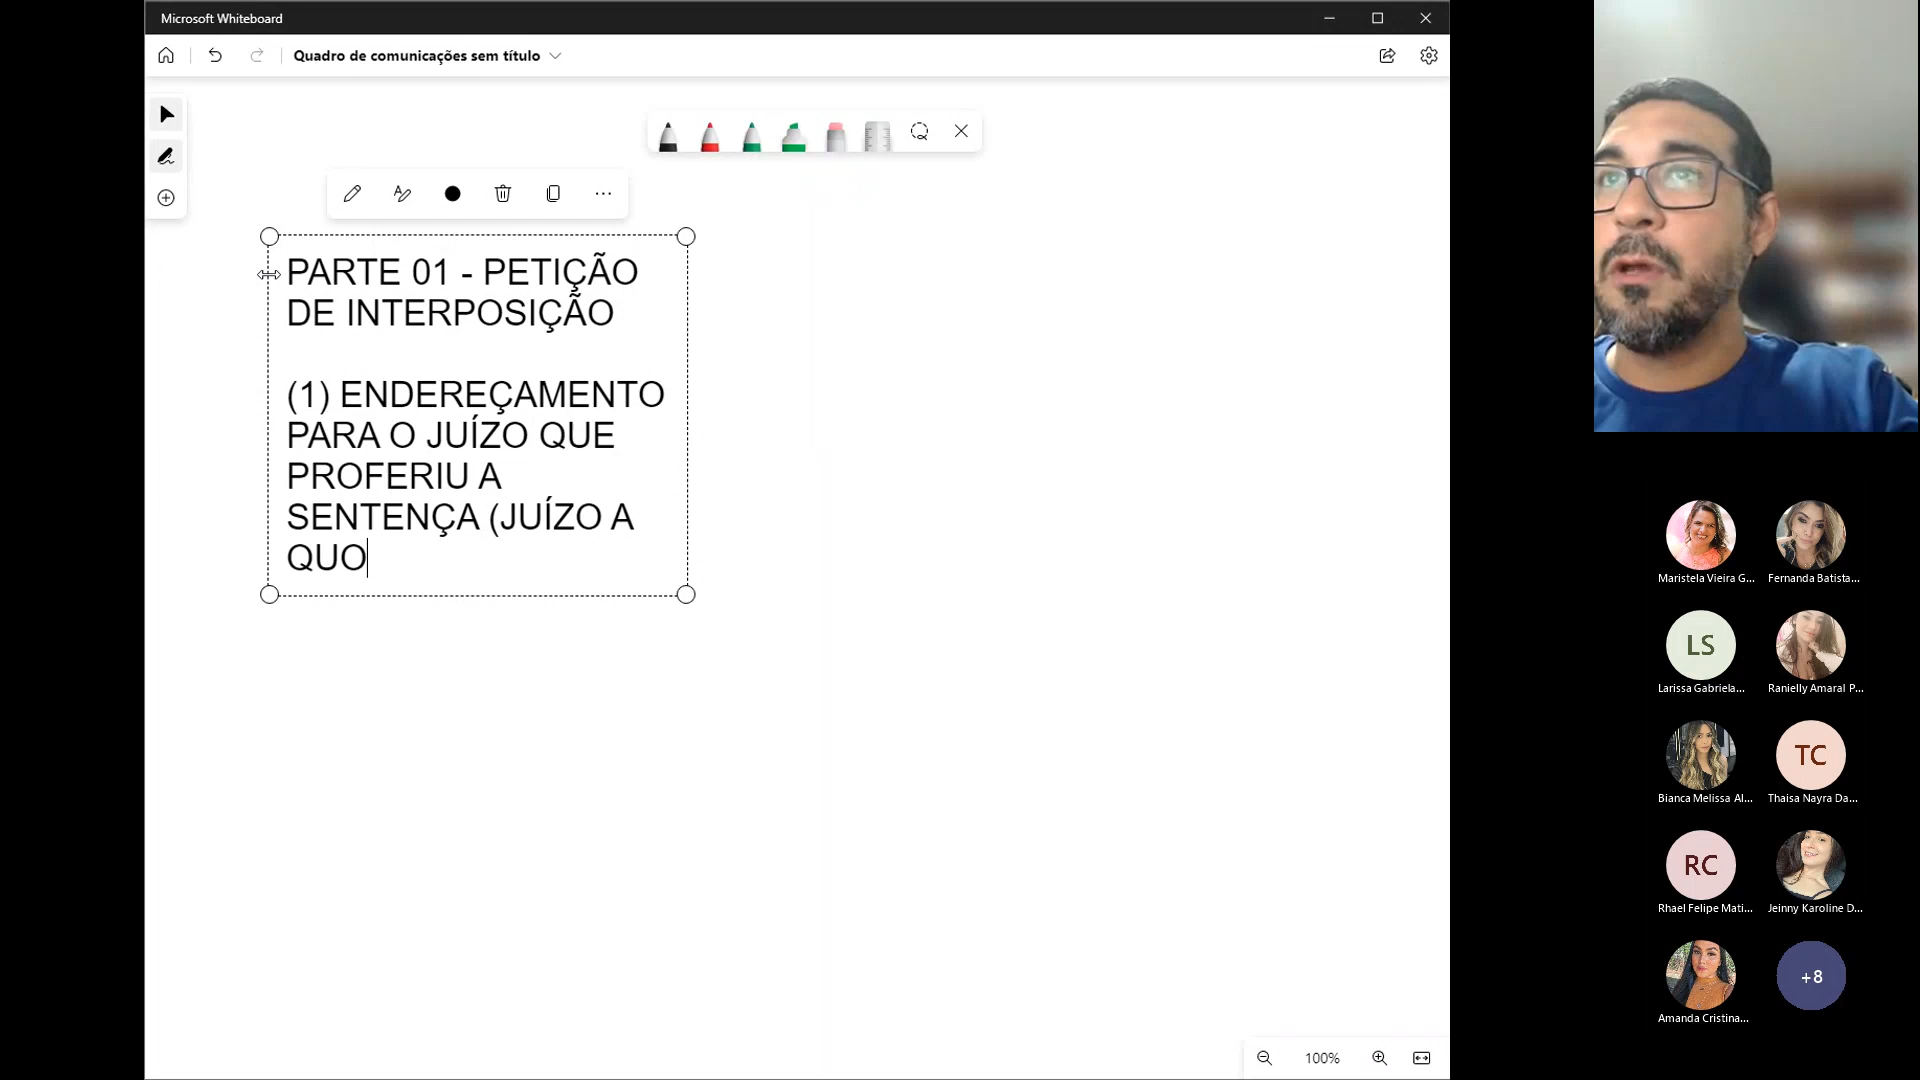 Microsoft Whiteboard
Quadro de comunicações sem título
PARTE 01 - PETIÇÃO
DE INTERPOSIÇÃO
(1) ENDEREÇAMENTO
PARA O JUÍZO QUE
PROFERIU A
SENTENÇA (JUÍZO A
QUO
Maristela Vieira G...
Fernanda Batista...
LS
Larissa Gabriela...
Ranielly Amaral P...
Bianca Melissa Al...
TC
Thaisa Nayra Da...
RC
Rhael Felipe Mati...
Jeinny Karoline D...
Amanda Cristina...
+8
100%